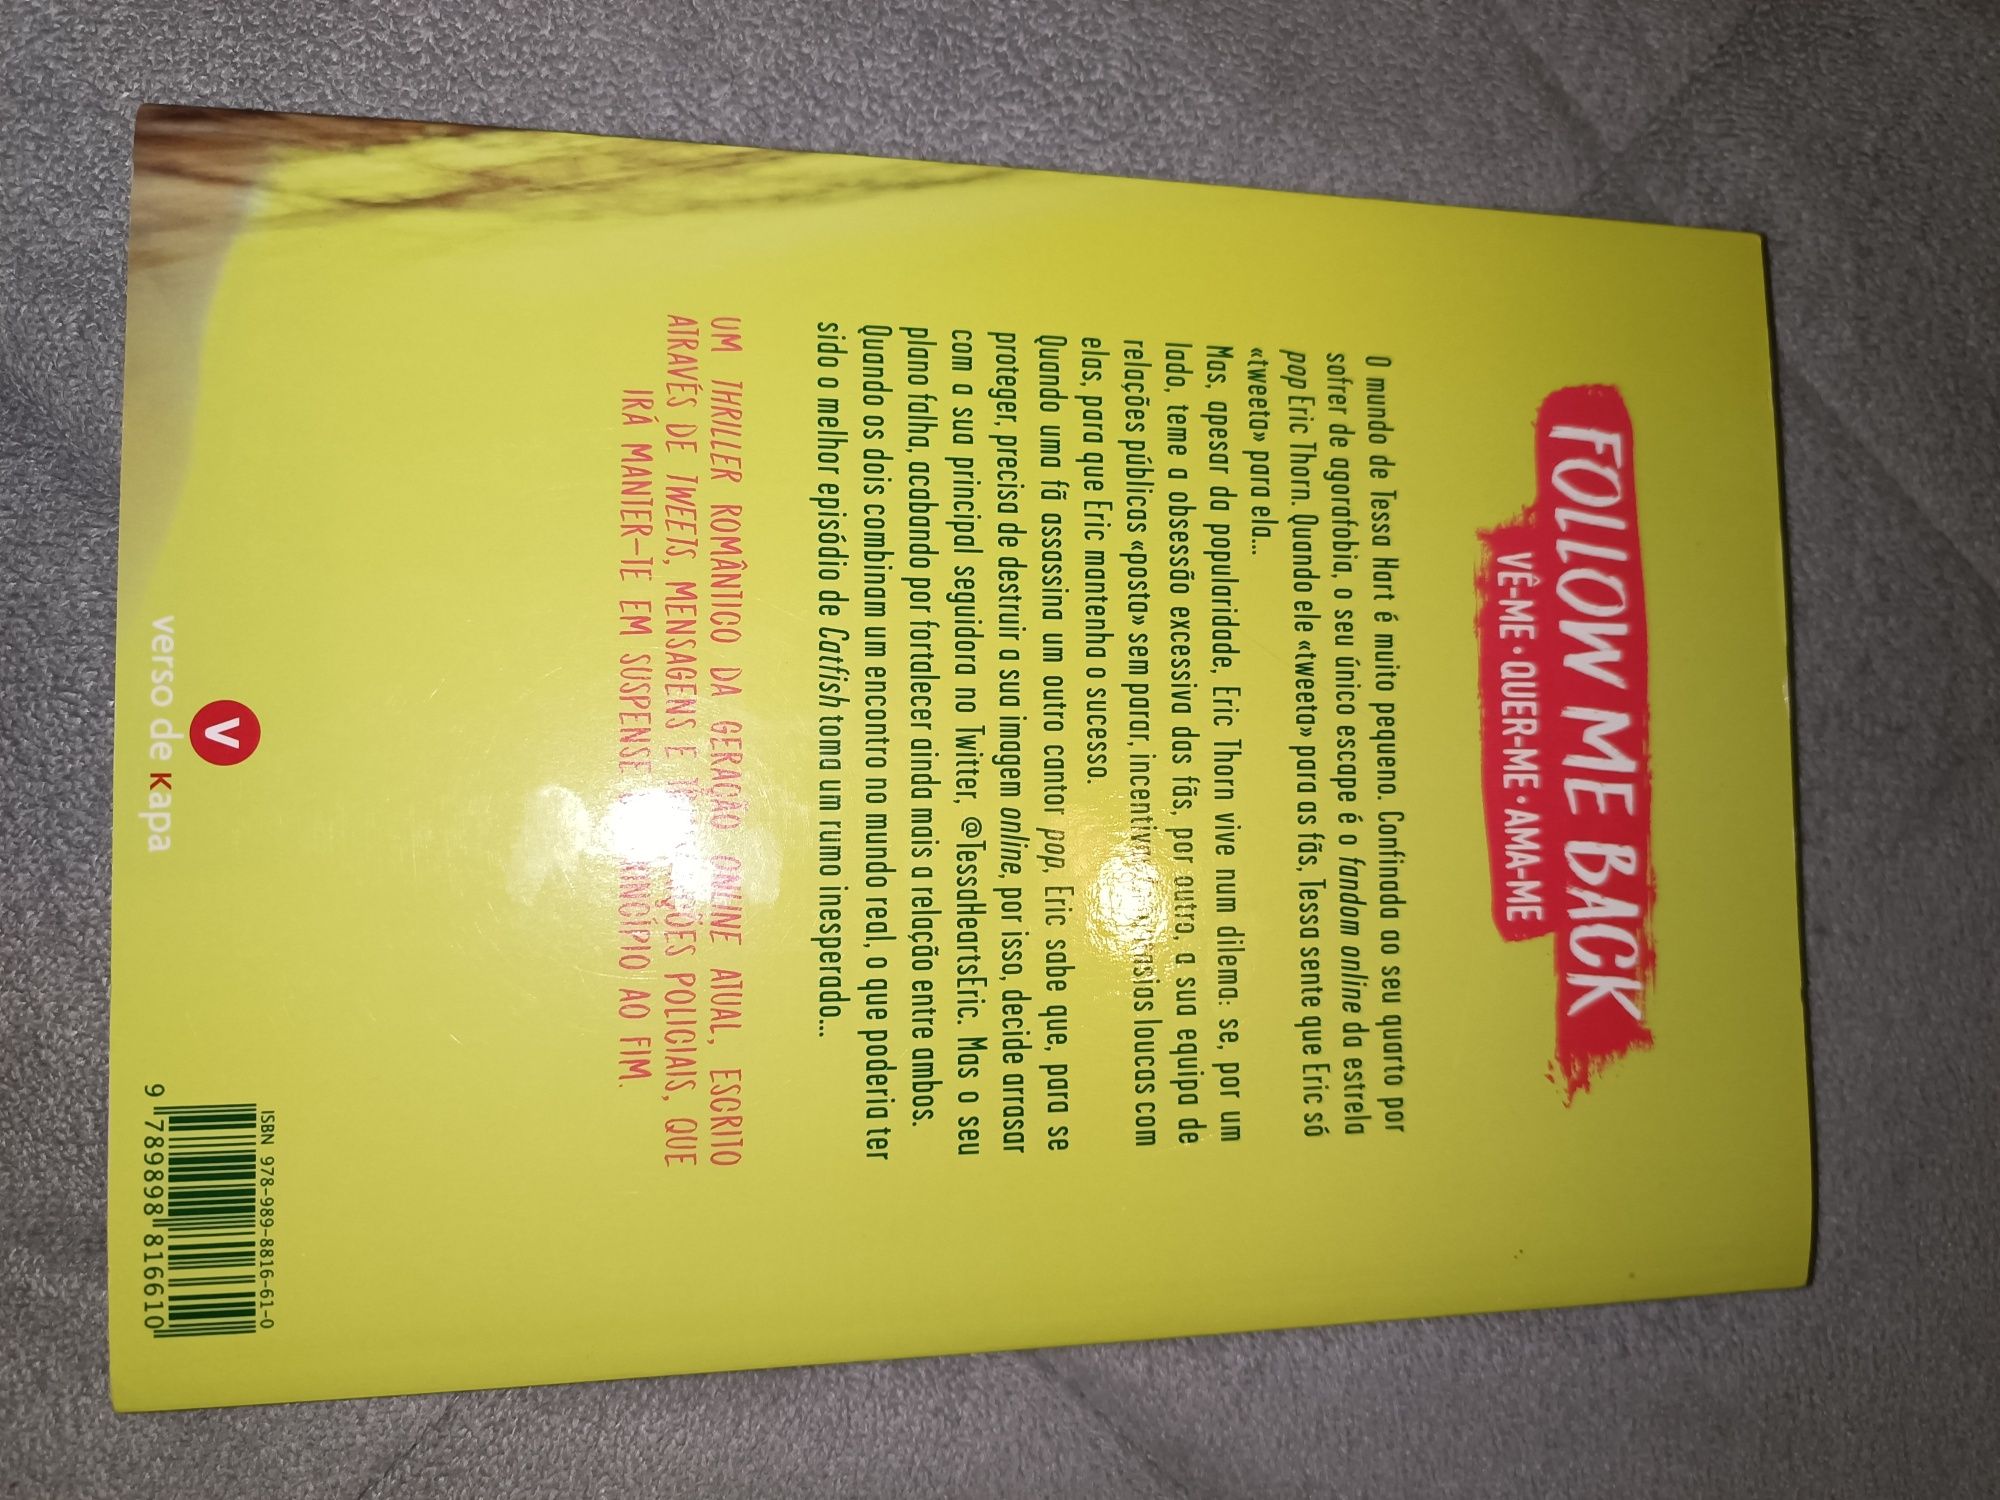 FOLLOW ME BACK
VÊ-ME · QUER-ME · AMA-ME
O mundo de Tessa Hart é muito pequeno. Confinada ao seu quarto por
sofrer de agorafobia, o seu único escape é o fandom online da estrela
pop Eric Thorn. Quando ele «tweeta» para as fãs, Tessa sente que Eric só
«tweeta» para ela...
Mas, apesar da popularidade, Eric Thorn vive num dilema: se, por um
lado, teme a obsessão excessiva das fãs, por outro, a sua equipa de
relações públicas «posta» sem parar, loucas com
elas, para que Eric mantenha o sucesso.
Quando uma fã assassina um outro cantor pop, Eric sabe que, para se
proteger, precisa de destruir a sua imagem online, por isso, decide arrasar
com a sua principal seguidora no Twitter, @TessaHeartsEric. Mas o seu
plano falha, acabando por fortalecer ainda mais a relação entre ambos.
Quando os dois combinam um encontro no mundo real, o que poderia ter
sido o melhor episódio de Catfish toma um rumo inesperado...
UM THRILLER ROMÂNTICO DA GERAÇÃO ONLINE ATUAL, ESCRITO
ATRAVÉS DE TWEETS, MENSAGENS E POLICIAIS, QUE
IRÁ MANTER-TE EM SUSPENSE AO FIM.
V
verso de kapa
ISBN 978-989-8816-61-0
9 789898 816610